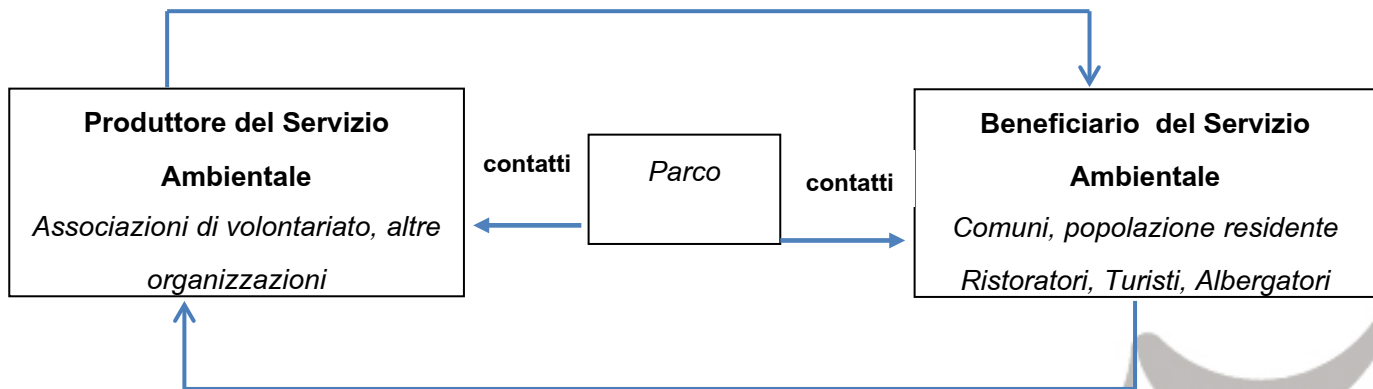 Produttore del Servizio
Ambientale
Associazioni di volontariato, altre
organizzazioni
contatti
Parco
contatti
Beneficiario del Servizio
Ambientale
Comuni, popolazione residente
Ristoratori, Turisti, Albergatori